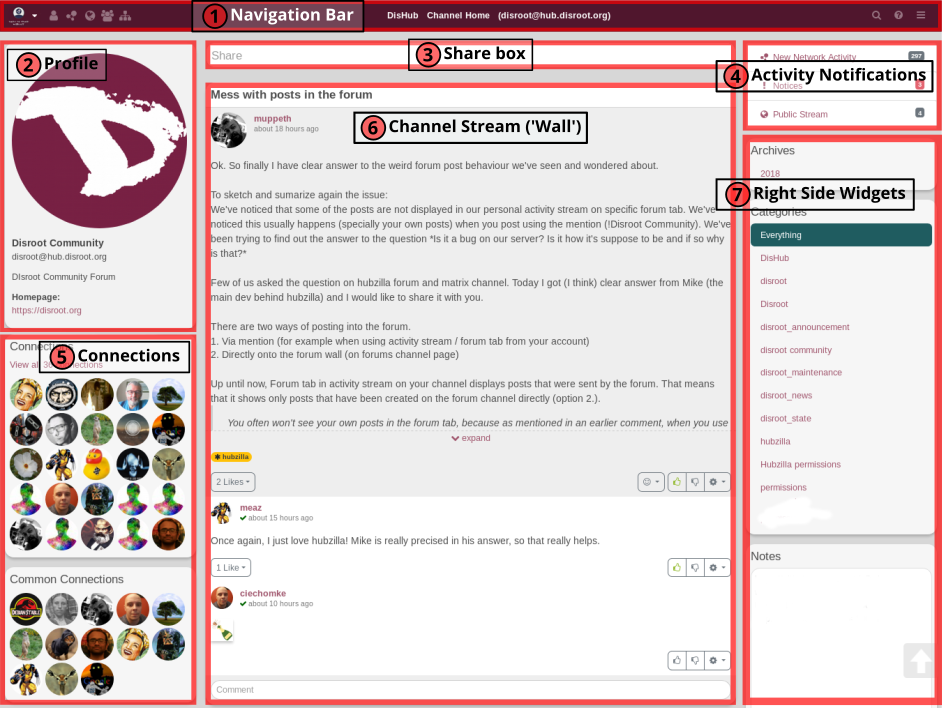 1 Navigation Bar
DisHub Channel Home (disroot@hub.disroot.org)
2 Profile
Disroot Community
disroot@hub.disroot.org
DIsroot Community Forum
Homepage:
https://disroot.org
5 Connections
View all
Common Connections
3 Share box
Share
Mess with posts in the forum
muppeth
about 18 hours ago
6 Channel Stream ('Wall')
Ok. So finally I have clear answer to the weird forum post behaviour we've seen and wondered about.
To sketch and sumarize again the issue:
We've noticed that some of the posts are not displayed in our personal activity stream on specific forum tab. We've
noticed this usually happens (specially your own posts) when you post using the mention (!Disroot Community). We've
been trying to find out the answer to the question *Is it a bug on our server? Is it how it's suppose to be and if so why
is that?*
Few of us asked the question on hubzilla forum and matrix channel. Today I got (I think) clear answer from Mike (the
main dev behind hubzilla) and I would like to share it with you.
There are two ways of posting into the forum.
1. Via mention (for example when using activity stream / forum tab from your account)
2. Directly onto the forum wall (on forums channel page)
Up until now, Forum tab in activity stream on your channel displays posts that were sent by the forum. That means
that it shows only posts that have been created on the forum channel directly (option 2.).
You often won't see your own posts in the forum tab, because as mentioned in an earlier comment, when you use
expand
hubzilla
2 Likes
meaz
about 15 hours ago
Once again, I just love hubzilla! Mike is really precised in his answer, so that really helps.
1 Like
ciechomke
about 10 hours ago
Comment
New Network Activity 297
4 Activity Notifications
Notices 3
Public Stream 4
Archives
2018
7 Right Side Widgets
Categories
Everything
DisHub
disroot
Disroot
disroot_announcement
disroot community
disroot_maintenance
disroot_news
disroot_state
hubzilla
Hubzilla permissions
permissions
Notes